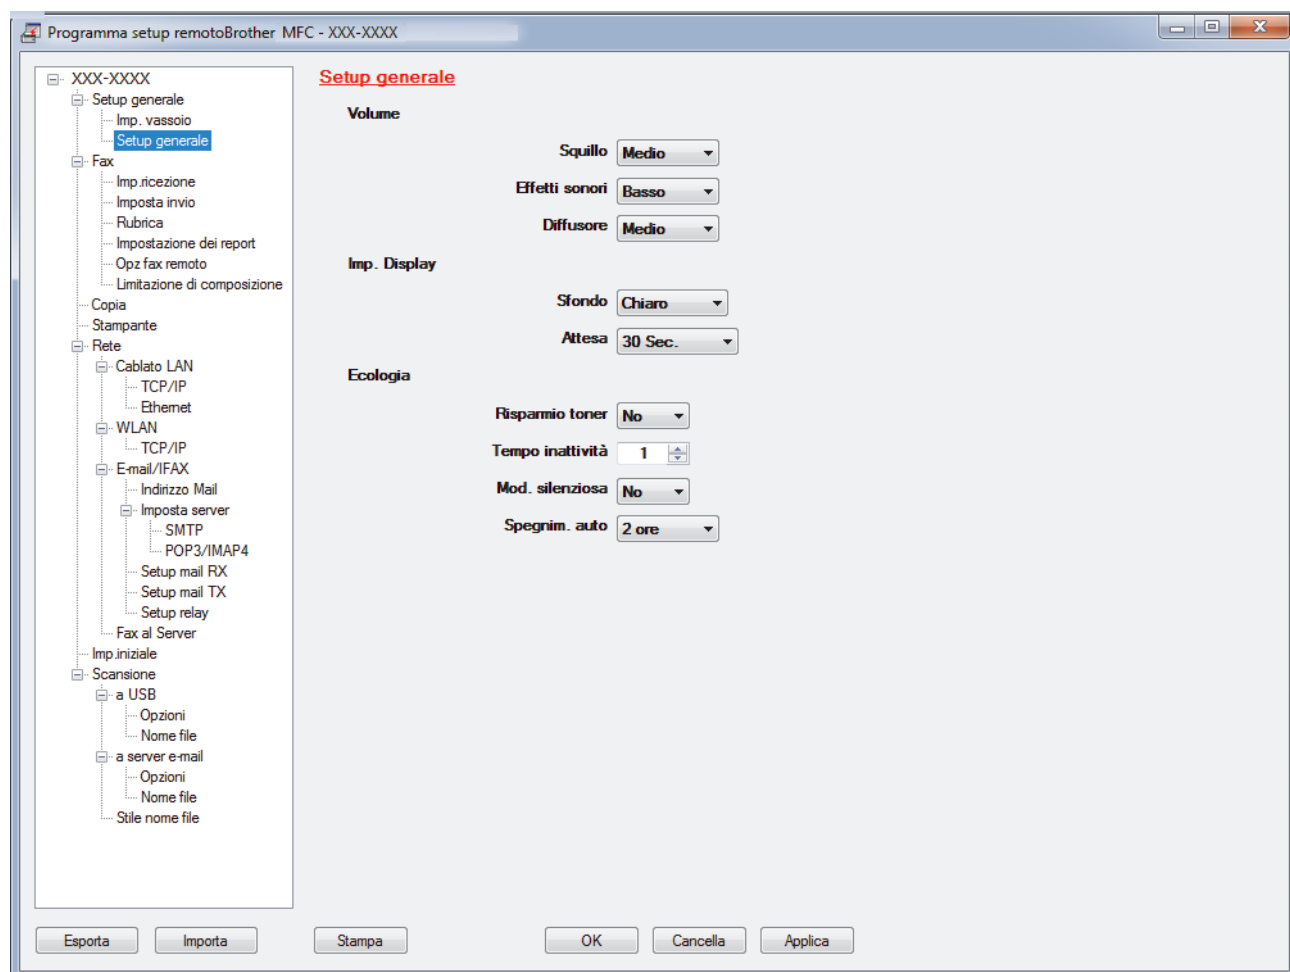 Programma setup remotoBrother MFC - XXX-XXXX
XXX-XXXX
Setup generale
Imp. vassoio
Setup generale
Fax
Imp.ricezione
Imposta invio
Rubrica
Impostazione dei report
Opz fax remoto
Limitazione di composizione
Copia
Stampante
Rete
Cablato LAN
TCP/IP
Ethernet
WLAN
TCP/IP
E-mail/IFAX
Indirizzo Mail
Imposta server
SMTP
POP3/IMAP4
Setup mail RX
Setup mail TX
Setup relay
Fax al Server
Imp.iniziale
Scansione
a USB
Opzioni
Nome file
a server e-mail
Opzioni
Nome file
Stile nome file
Setup generale
Volume
Squillo Medio
Effetti sonori Basso
Diffusore Medio
Imp. Display
Sfondo Chiaro
Attesa 30 Sec.
Ecologia
Risparmio toner No
Tempo inattività 1
Mod. silenziosa No
Spegnim. auto 2 ore
Esporta Importa Stampa OK Cancella Applica